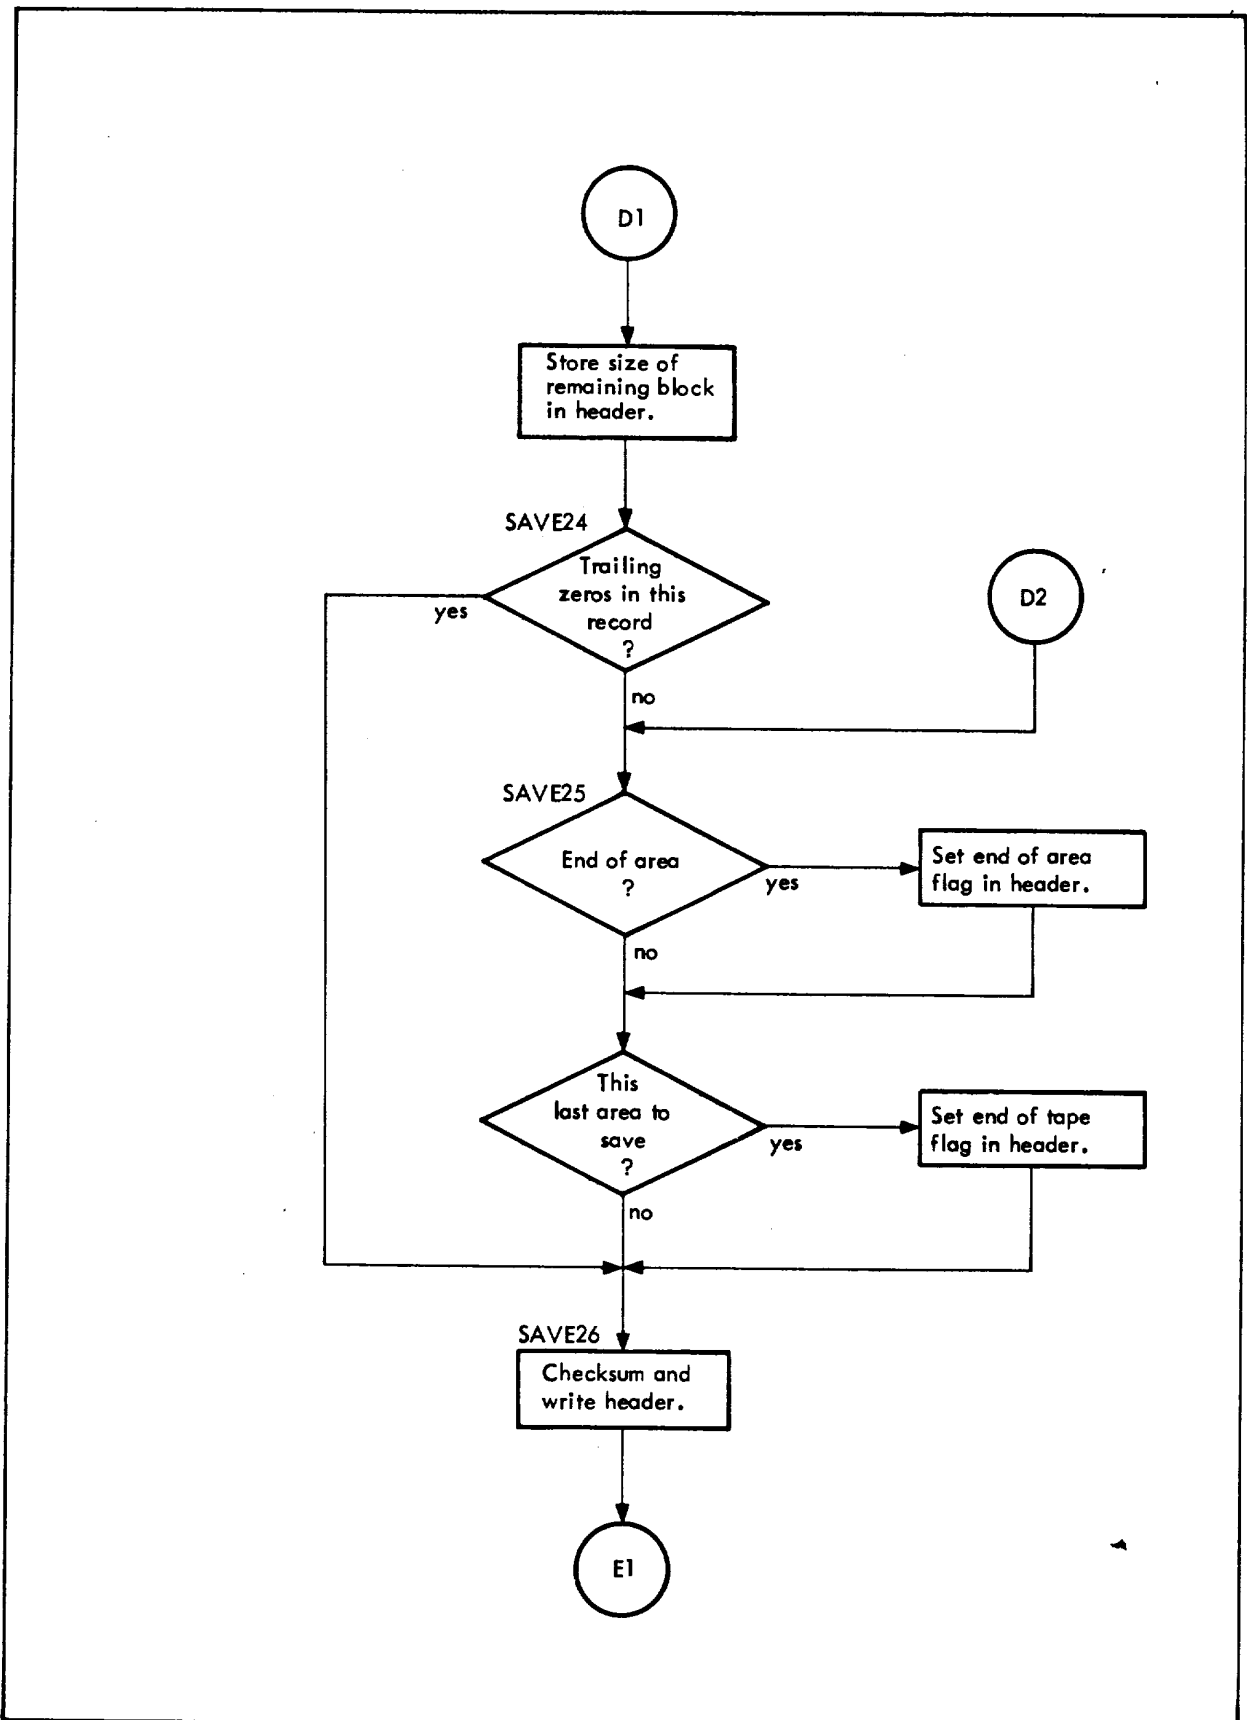 D1
Store size of
remaining block
in header.
SAVE24
Trailing
zeros in this
record
?
yes
no
D2
SAVE25
End of area
?
yes
no
Set end of area
flag in header.
This
last area to
save
?
yes
no
Set end of tape
flag in header.
SAVE26
Checksum and
write header.
E1